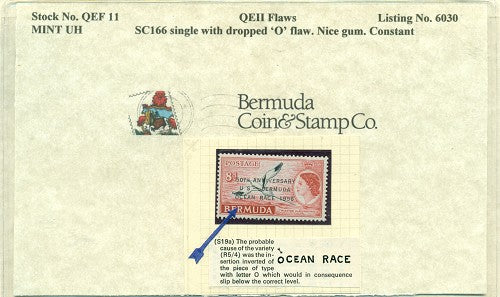 Stock No. QEF 11 QEII Flaws Listing No. 6030
MINT UH SC166 single with dropped 'O' flaw. Nice gum. Constant
Bermuda
Coin&Stamp Co.
POSTAGE
8d
50TH ANNIVERSARY
US - BERMUDA
OCEAN RACE 1956
BERMUDA
(S19a) The probable
cause of the variety
(R5/4) was the in-
sertion inverted of
the piece of type
OCEAN RACE
with letter O which would in consequence
slip below the correct level.